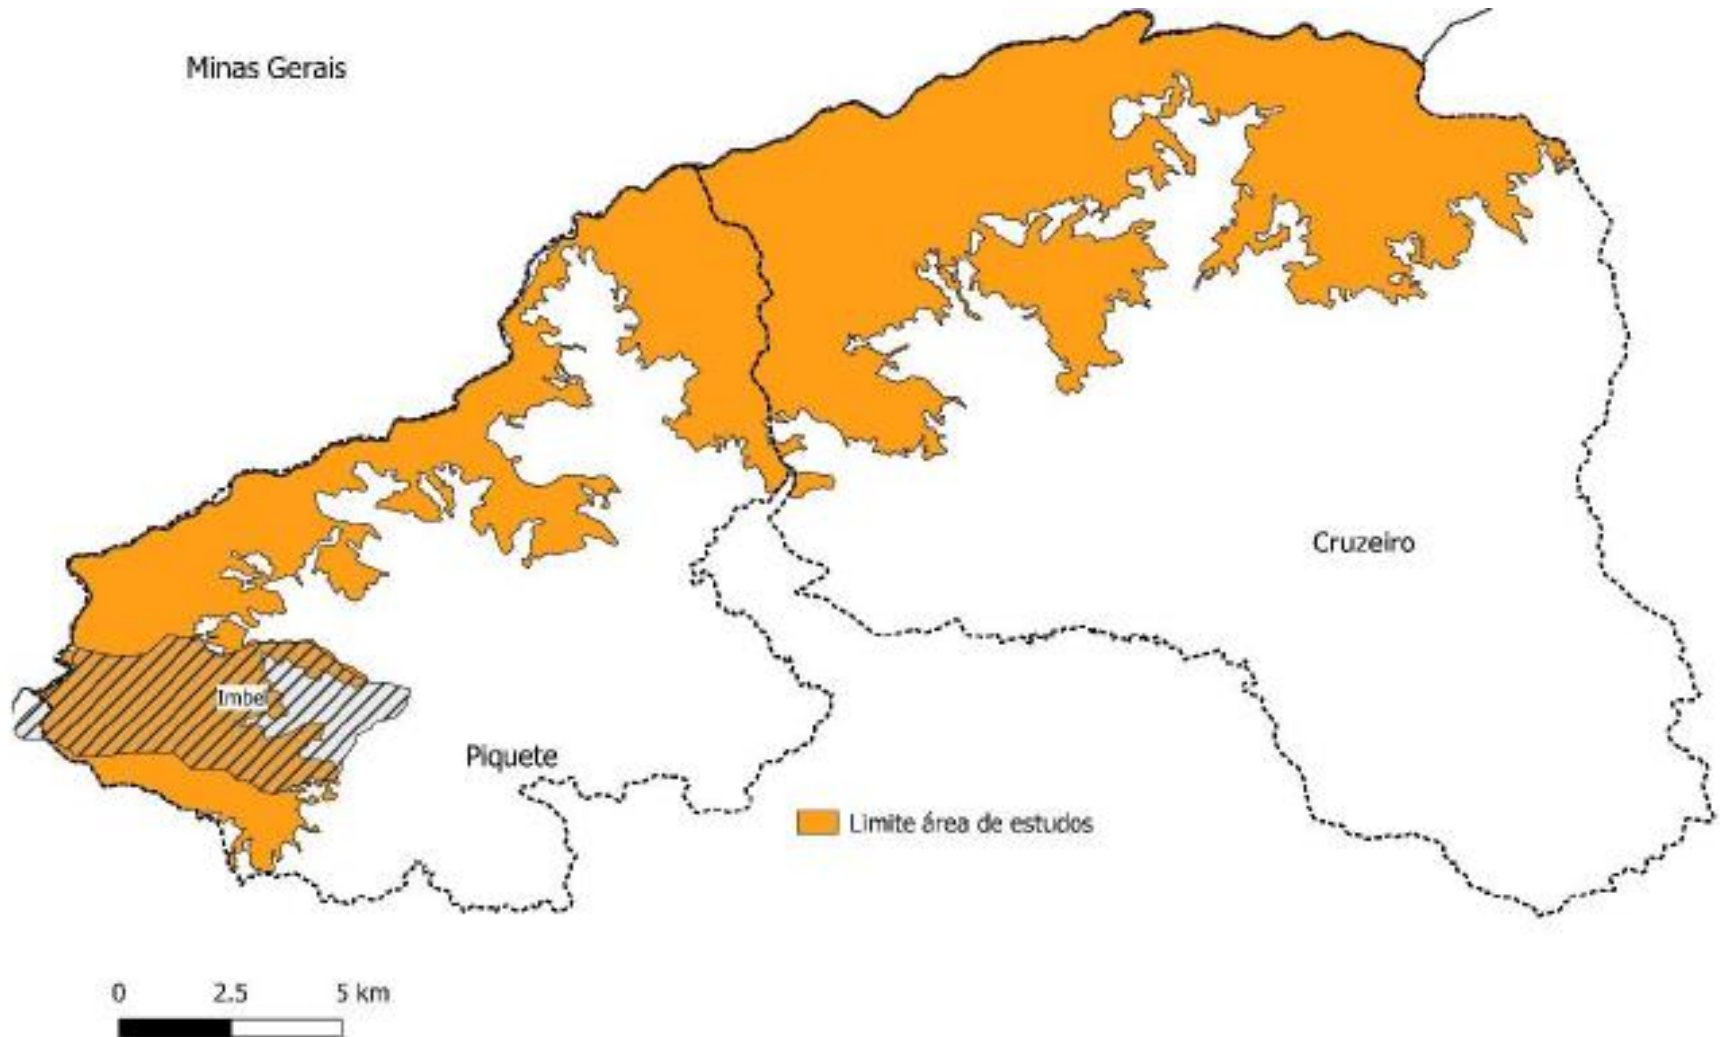 Minas Gerais
Cruzeiro
Imbel
Piquete
Limite área de estudos
0 2.5 5 km